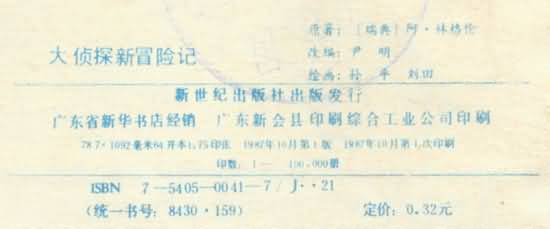 原著：〔瑞典〕阿·林格伦
大侦探新冒险记
改编：尹 明
绘画：孙 平 刘田
新世纪出版社出版发行
广东省新华书店经销 广东新会县印刷综合工业公司印刷
787×1092毫米64开本1.75印张 1987年10月第1版 1987年10月第1次印刷
印数：1— 190,000册
ISBN 7—5405—0041—7／J·21
(统一书号：8430·159) 定价：0.32元